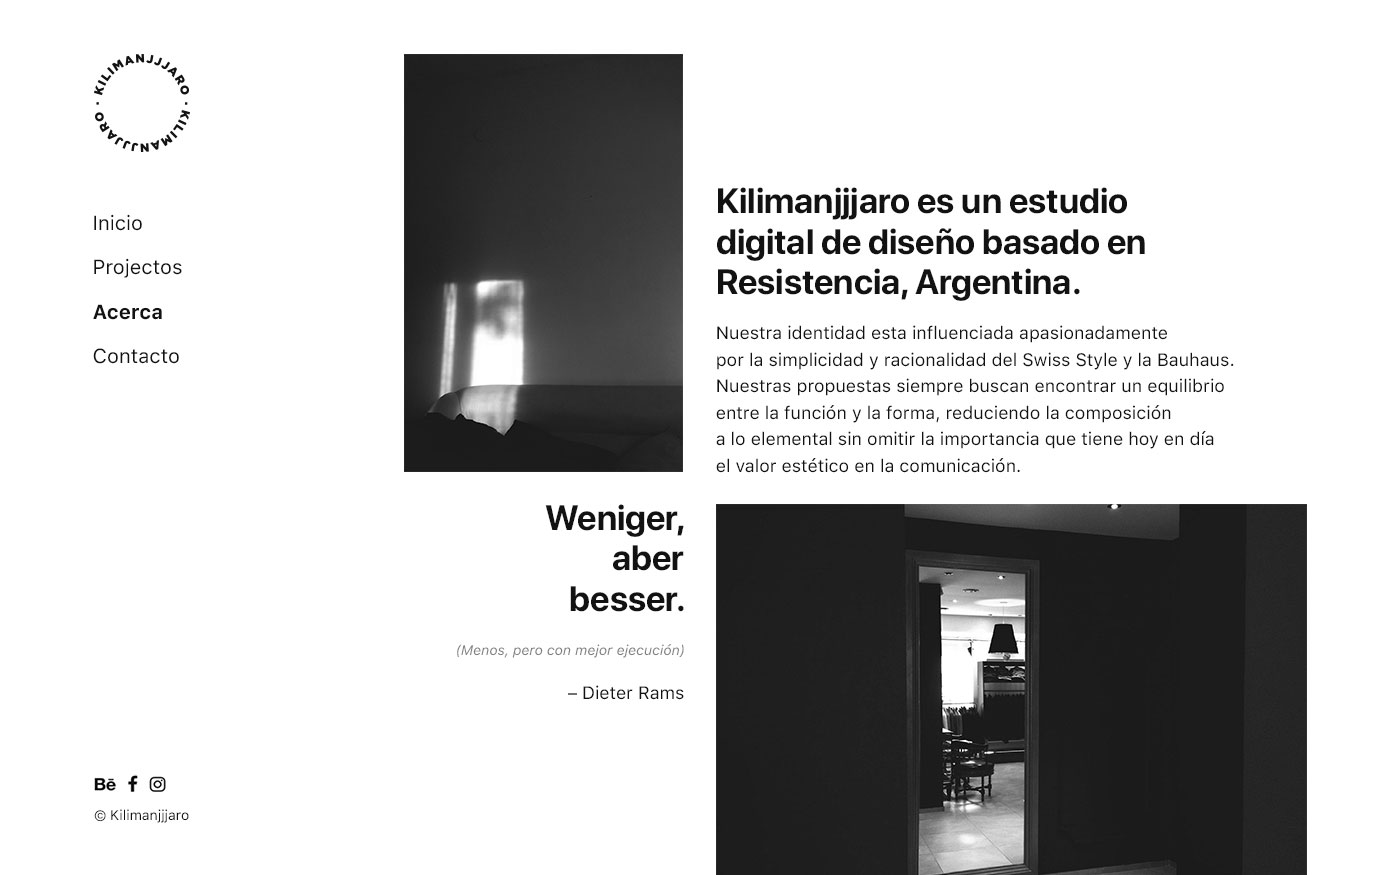 KILIMANJJJARO · KILIMANJJJARO ·
Inicio
Projectos
Acerca
Contacto
Kilimanjjjaro es un estudio
digital de diseño basado en
Resistencia, Argentina.
Nuestra identidad esta influenciada apasionadamente
por la simplicidad y racionalidad del Swiss Style y la Bauhaus.
Nuestras propuestas siempre buscan encontrar un equilibrio
entre la función y la forma, reduciendo la composición
a lo elemental sin omitir la importancia que tiene hoy en día
el valor estético en la comunicación.
Weniger,
aber
besser.
(Menos, pero con mejor ejecución)
– Dieter Rams
Bē
© Kilimanjjjaro